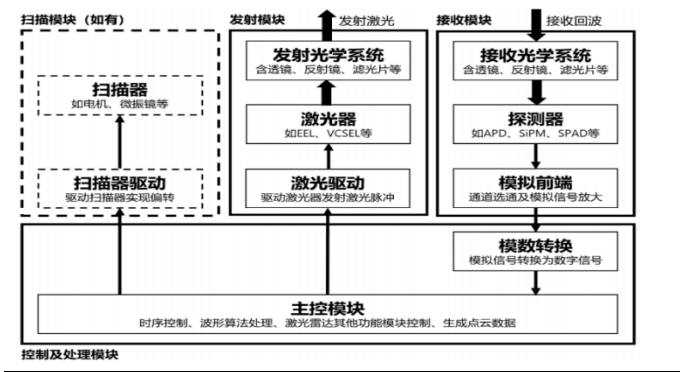 扫描模块（如有）
扫描器
如电机、微振镜等
扫描器驱动
驱动扫描器实现偏转
发射模块
发射激光
发射光学系统
含透镜、反射镜、滤光片等
激光器
如EEL、VCSEL等
激光驱动
驱动激光器发射激光脉冲
接收模块
接收回波
接收光学系统
含透镜、反射镜、滤光片等
探测器
如APD、SiPM、SPAD等
模拟前端
通道选通及模拟信号放大
模数转换
模拟信号转换为数字信号
主控模块
时序控制、波形算法处理、激光雷达其他功能模块控制、生成点云数据
控制及处理模块